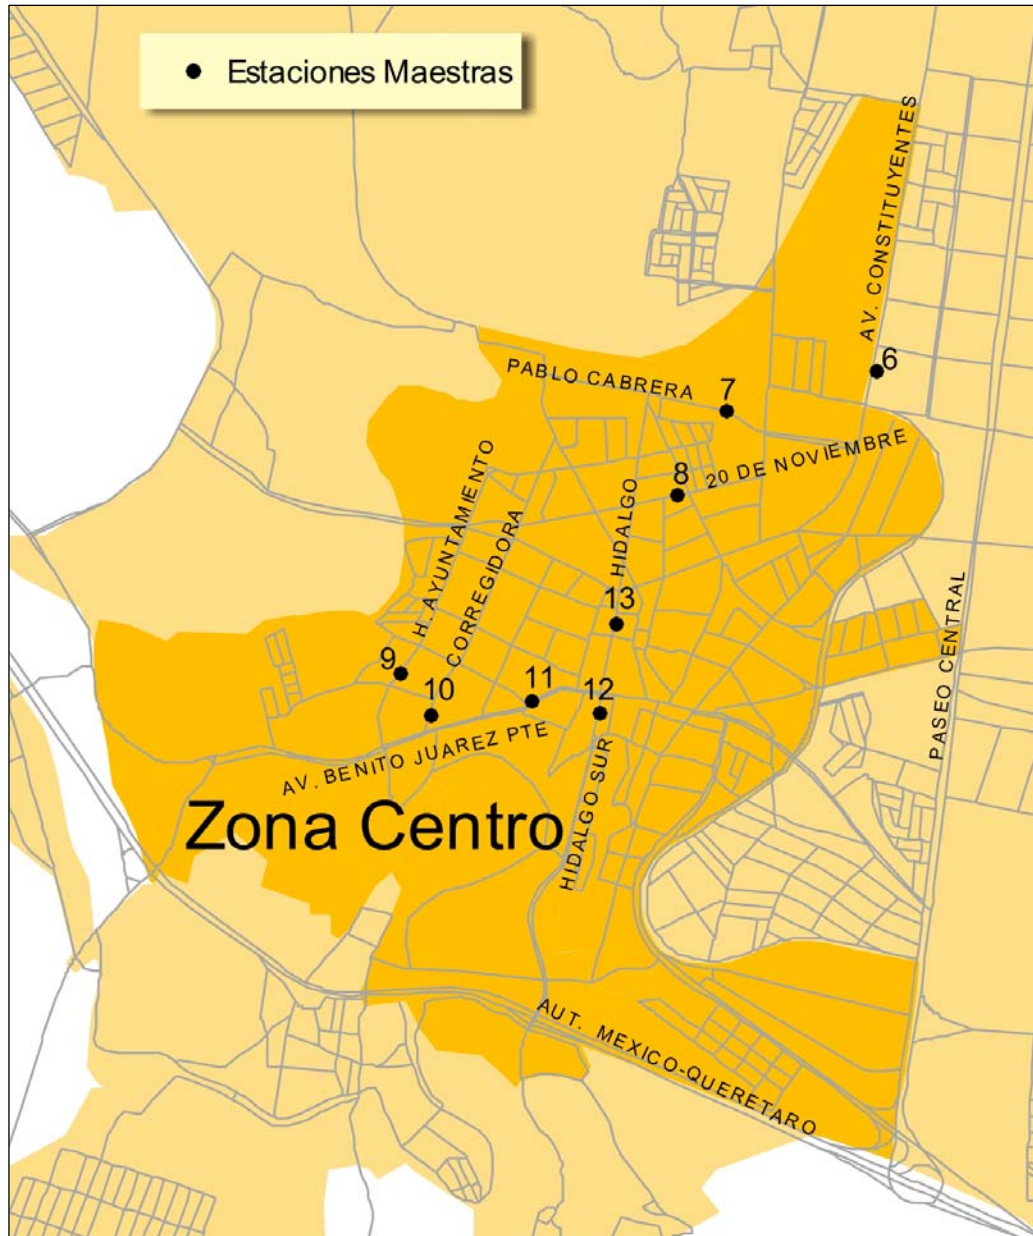 Estaciones Maestras
AV. CONSTITUYENTES
6
PABLO CABRERA
7
20 DE NOVIEMBRE
8
H. AYUNTAMIENTO
CORREGIDORA
HIDALGO
13
PASEO CENTRAL
9
10
11
12
AV. BENITO JUAREZ PTE
HIDALGO SUR
Zona Centro
AUT. MEXICO-QUERETARO